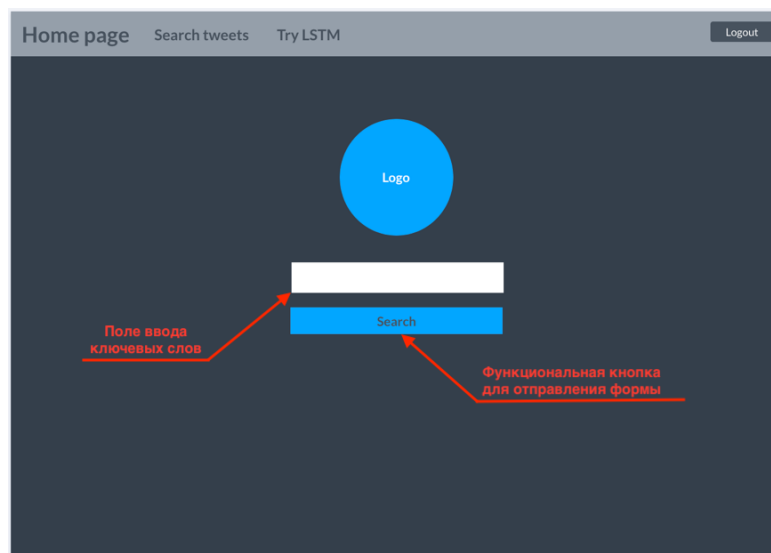 Home page Search tweets Try LSTM Logout
Logo
Поле ввода
ключевых слов
Search
Функциональная кнопка
для отправления формы